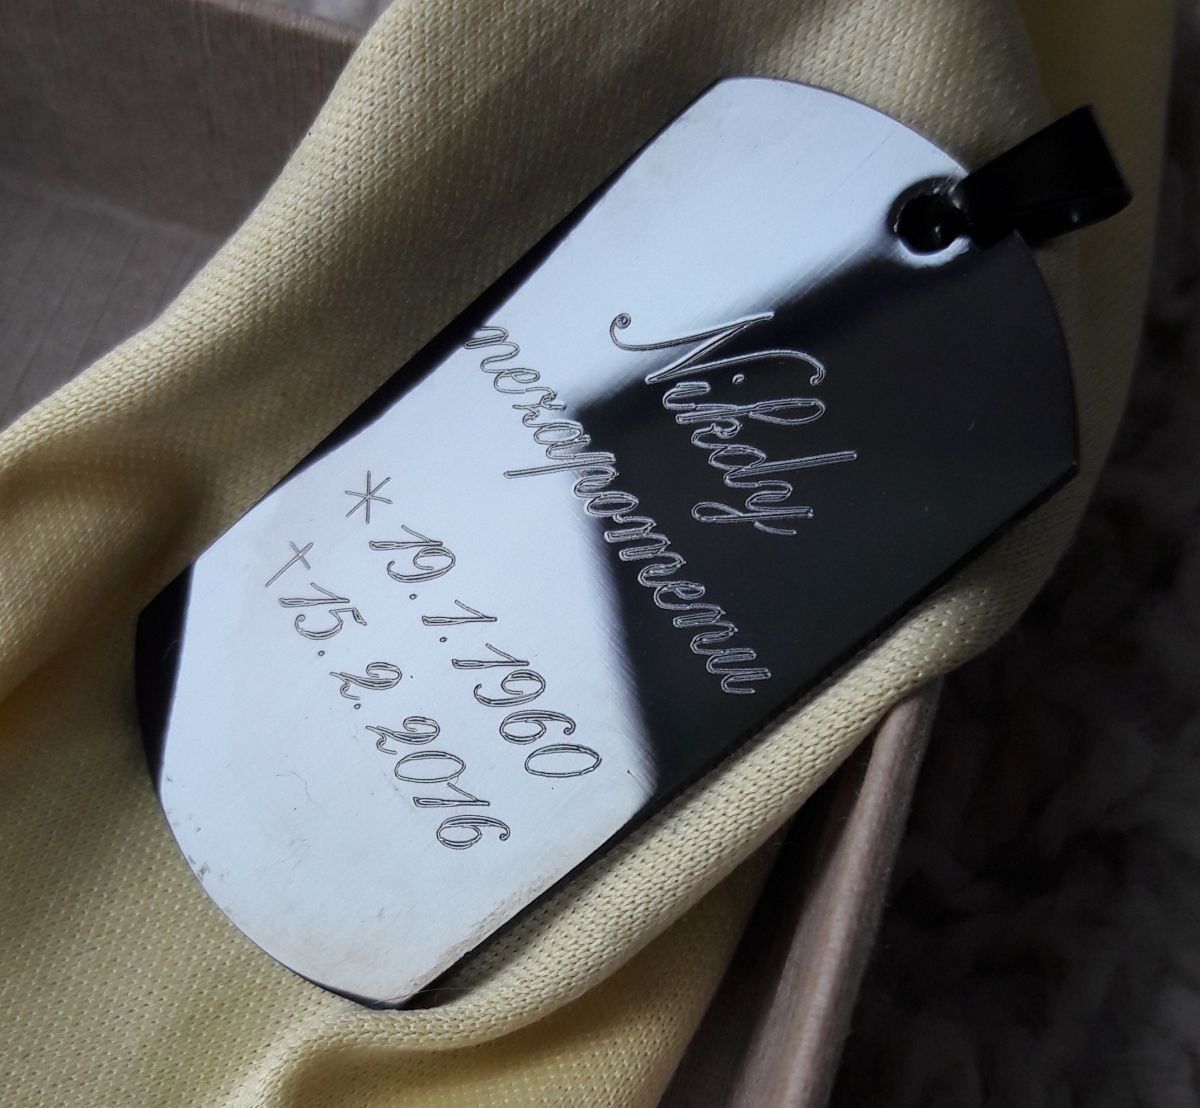 Nikdy
nezapomenu
* 19. 1. 1960
+ 15. 2. 2016